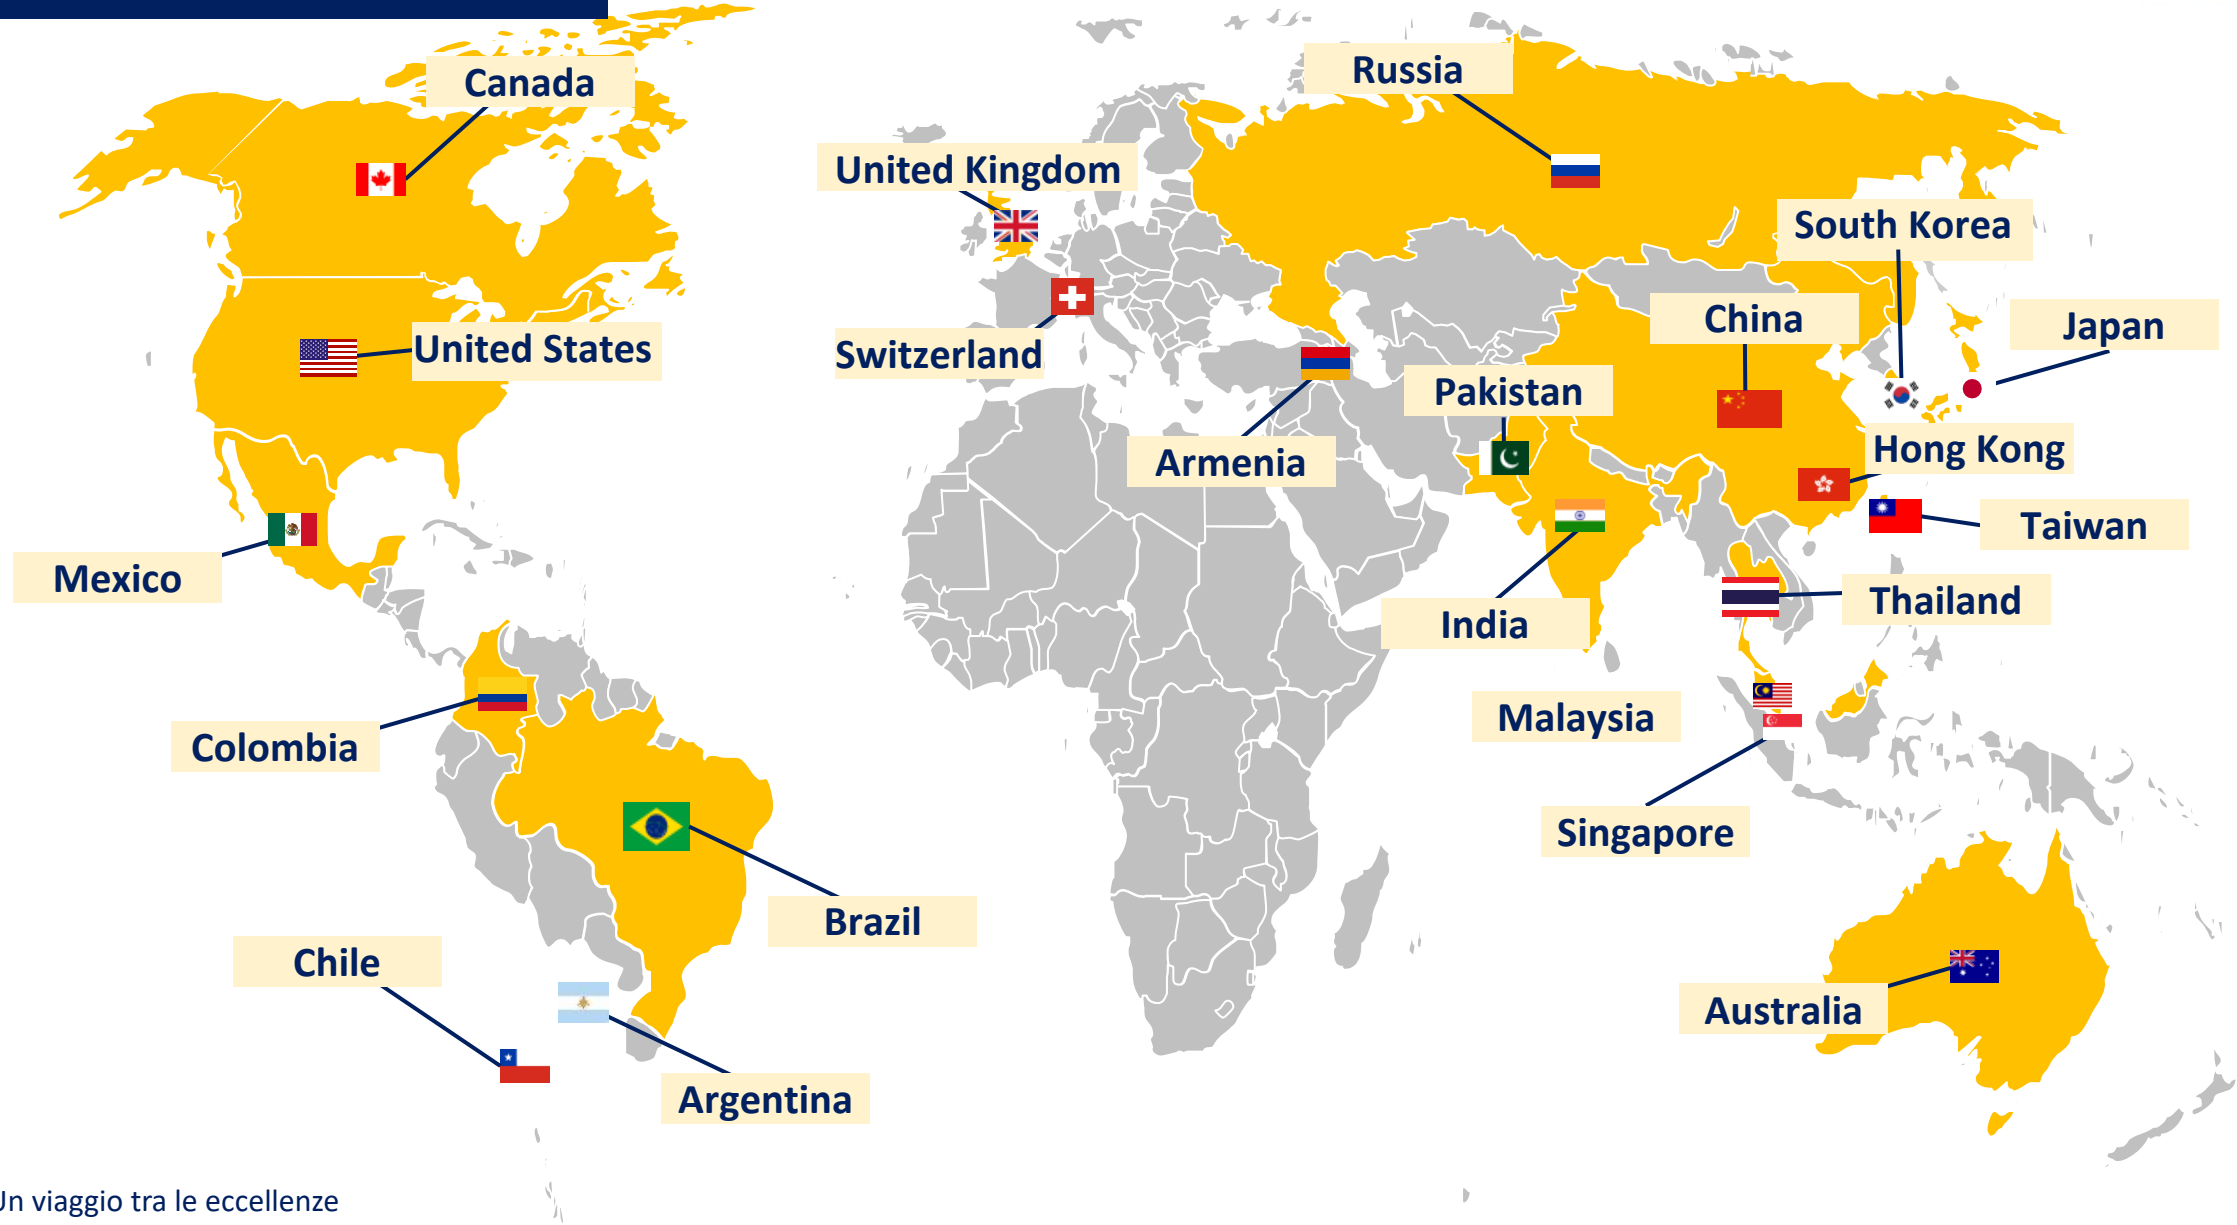 Canada
Russia
United Kingdom
South Korea
China
Japan
United States
Switzerland
Pakistan
Armenia
Hong Kong
Taiwan
Mexico
Thailand
India
Malaysia
Colombia
Singapore
Brazil
Chile
Australia
Argentina
Un viaggio tra le eccellenze